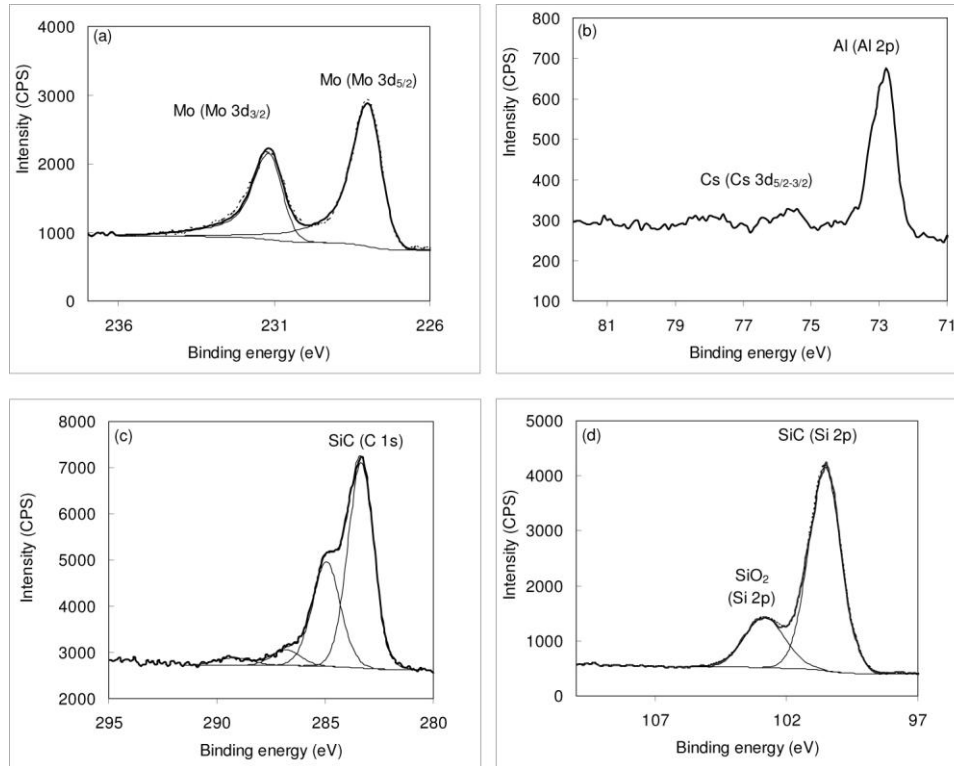 (a)
4000
3000
2000
1000
0
Intensity (CPS)
Mo (Mo 3d3/2)
Mo (Mo 3d5/2)
236
231
226
Binding energy (eV)
(b)
800
700
600
500
400
300
200
100
Intensity (CPS)
Al (Al 2p)
Cs (Cs 3d5/2-3/2)
81
79
77
75
73
71
Binding energy (eV)
(c)
8000
7000
6000
5000
4000
3000
2000
Intensity (CPS)
SiC (C 1s)
295
290
285
280
Binding energy (eV)
(d)
5000
4000
3000
2000
1000
0
Intensity (CPS)
SiC (Si 2p)
SiO2
(Si 2p)
107
102
97
Binding energy (eV)